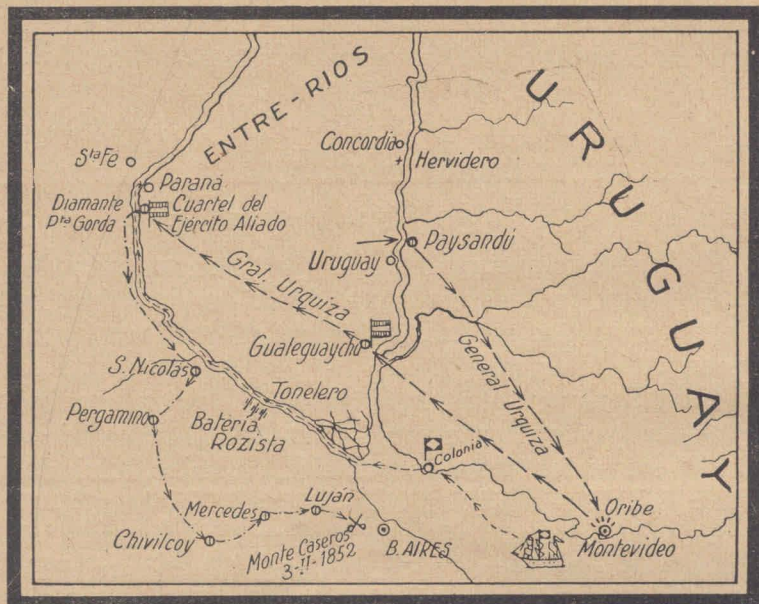 URUGUAY
ENTRE-RIOS
Sta Fé
Concordia
Hervidero
Paraná
Diamante
Pta Gorda
Cuartel del
Ejército Aliado
Paysandú
Uruguay
Gral. Urquiza
Gualeguaychú
General Urquiza
S. Nicolás
Tonelero
Pergamino
Batería
Rozista
Colonia
Luján
Mercedes
Oribe
Chivilcoy
Monte Caseros
3-II-1852
B. AIRES
Montevideo